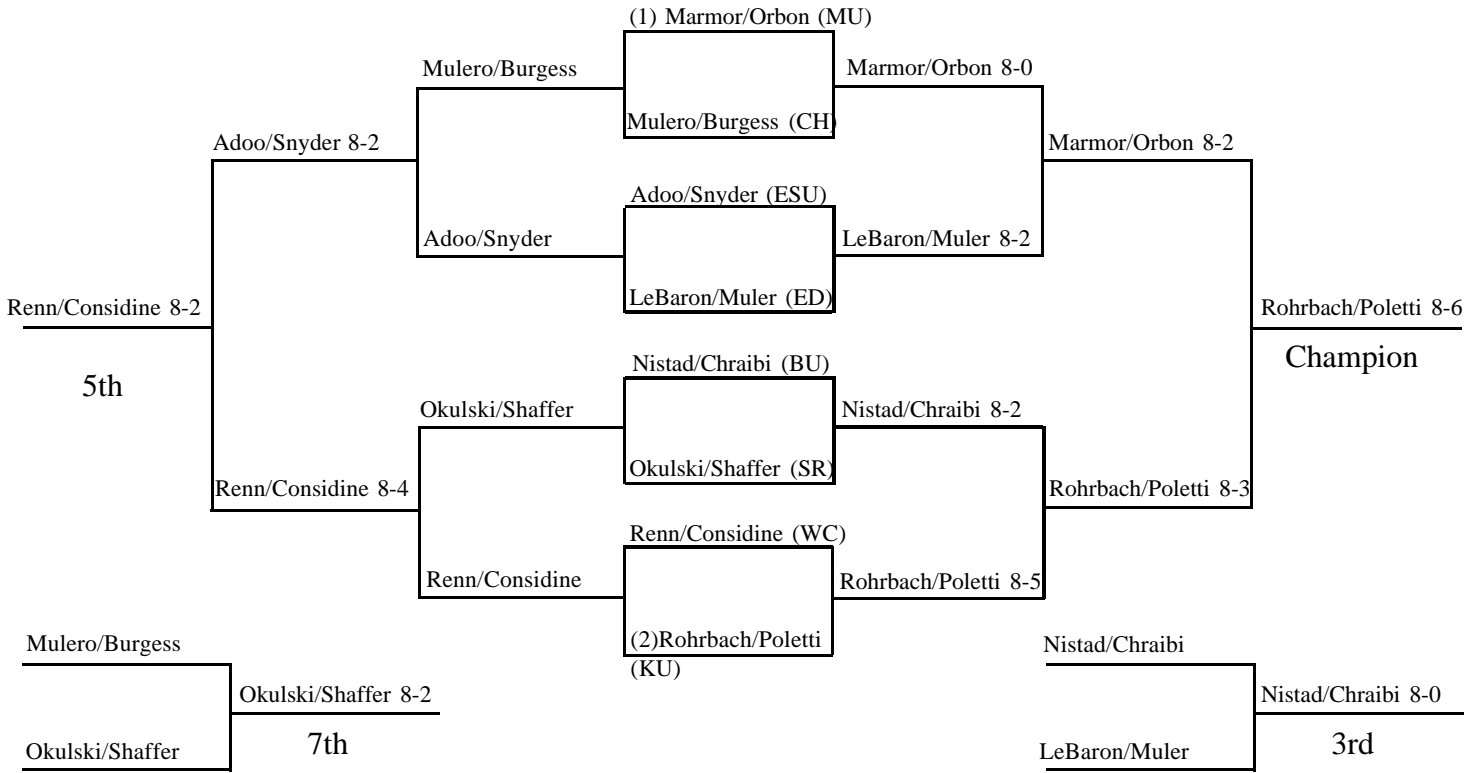 (1) Marmor/Orbon (MU)
Mulero/Burgess
Marmor/Orbon 8-0
Mulero/Burgess (CH)
Adoo/Snyder 8-2
Marmor/Orbon 8-2
Adoo/Snyder (ESU)
Adoo/Snyder
LeBaron/Muler 8-2
LeBaron/Muler (ED)
Renn/Considine 8-2
Rohrbach/Poletti 8-6
5th
Champion
Nistad/Chraibi (BU)
Okulski/Shaffer
Nistad/Chraibi 8-2
Okulski/Shaffer (SR)
Renn/Considine 8-4
Rohrbach/Poletti 8-3
Renn/Considine (WC)
Renn/Considine
Rohrbach/Poletti 8-5
(2)Rohrbach/Poletti
(KU)
Mulero/Burgess
Okulski/Shaffer 8-2
Okulski/Shaffer
7th
Nistad/Chraibi
Nistad/Chraibi 8-0
LeBaron/Muler
3rd